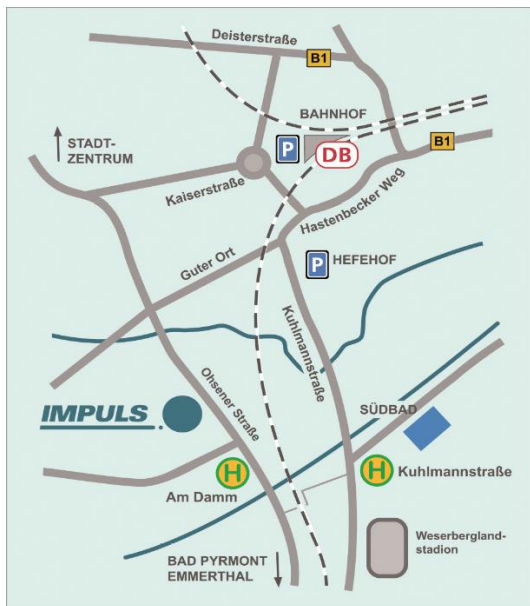 Deisterstraße
B1
BAHNHOF
P
DB
B1
STADT-
ZENTRUM
Kaiserstraße
Hastenbecker Weg
Guter Ort
P
HEFEHOF
Kuhlmannstraße
Ohsener Straße
IMPULS
SÜDBAD
H
Am Damm
H
Kuhlmannstraße
BAD PYRMONT
EMMERTHAL
Weserbergland-
stadion